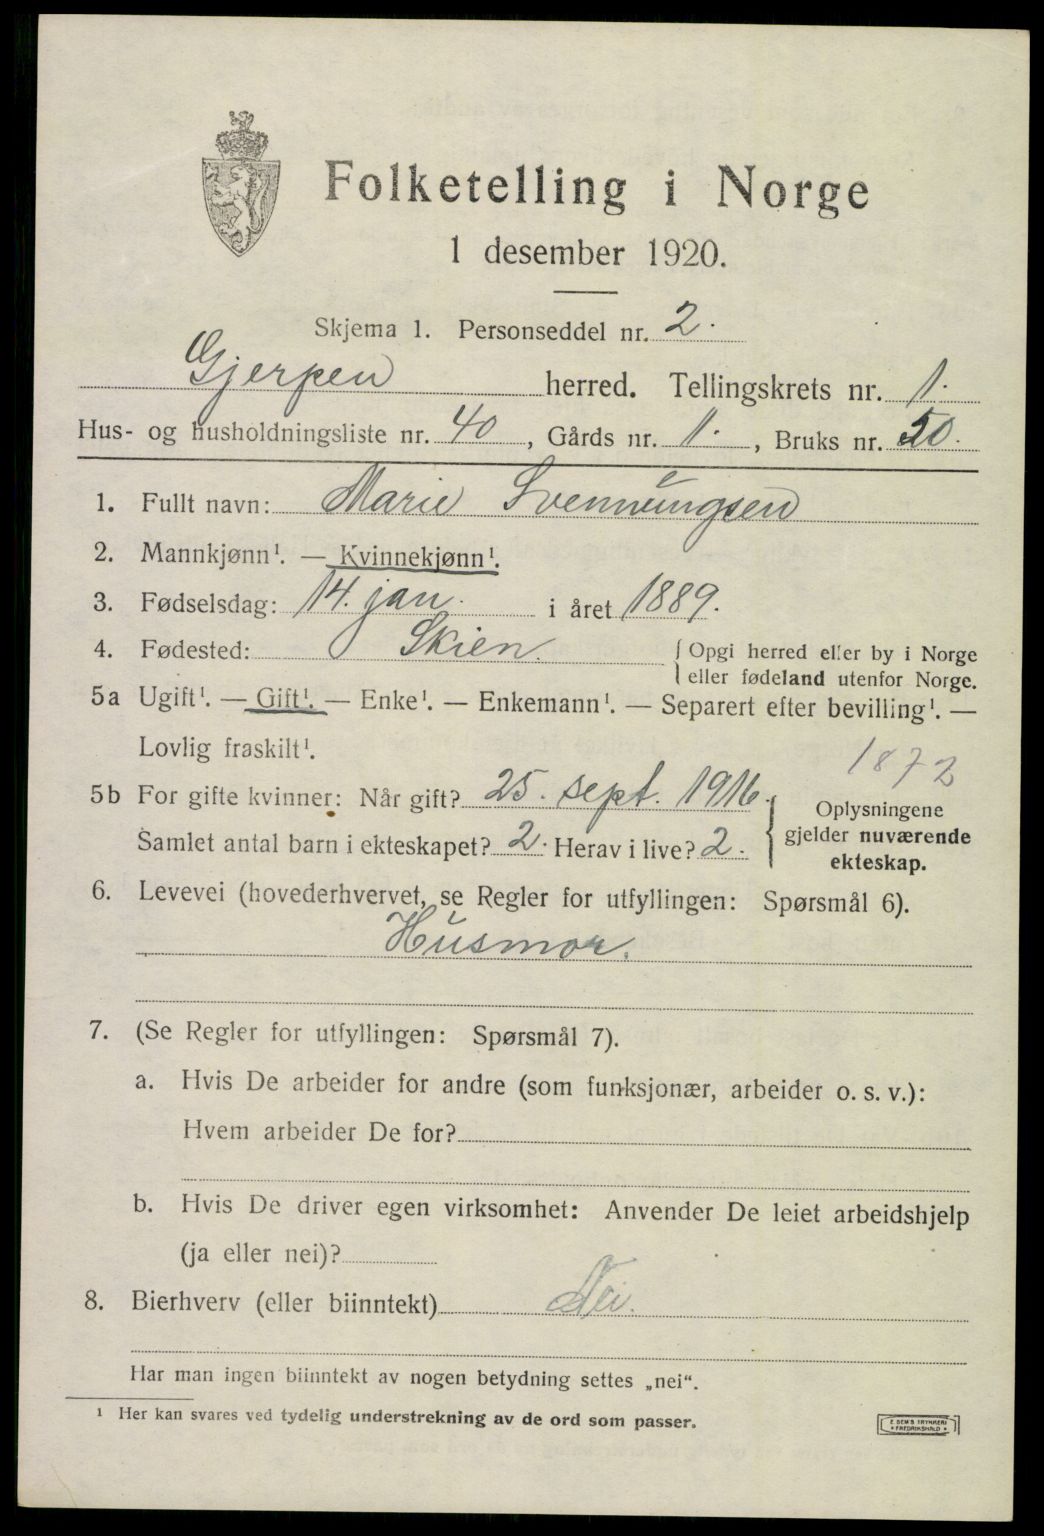 Folketelling i Norge
1 desember 1920.
Skjema 1. Personseddel nr. 2.
Gjerpen herred. Tellingskrets nr. 1.
Hus- og husholdningsliste nr. 40, Gårds nr. 1., Bruks nr. 50.
1. Fullt navn: Marie Svennungsen
2. Mannkjønn¹. — Kvinnekjønn¹.
3. Fødselsdag: 14. jan. i året 1889.
4. Fødested: Skien. { Opgi herred eller by i Norge
eller fødeland utenfor Norge.
5a Ugift¹. — Gift¹. — Enke¹. — Enkemann¹. — Separert efter bevilling¹. —
Lovlig fraskilt¹.
1872
5b For gifte kvinner: Når gift? 25. sept. 1916.
Samlet antal barn i ekteskapet? 2. Herav i live? 2.
{ Oplysningene
gjelder nuværende
ekteskap.
6. Levevei (hovederhvervet, se Regler for utfyllingen: Spørsmål 6).
Husmor.
7. (Se Regler for utfyllingen: Spørsmål 7).
a. Hvis De arbeider for andre (som funksjonær, arbeider o. s. v.):
Hvem arbeider De for?
b. Hvis De driver egen virksomhet: Anvender De leiet arbeidshjelp
(ja eller nei)?
8. Bierhverv (eller biinntekt) Nei.
Har man ingen biinntekt av nogen betydning settes „nei“.
¹ Her kan svares ved tydelig understrekning av de ord som passer.
E. SEM'S TRYKKERI
• FREDRIKSHALD •